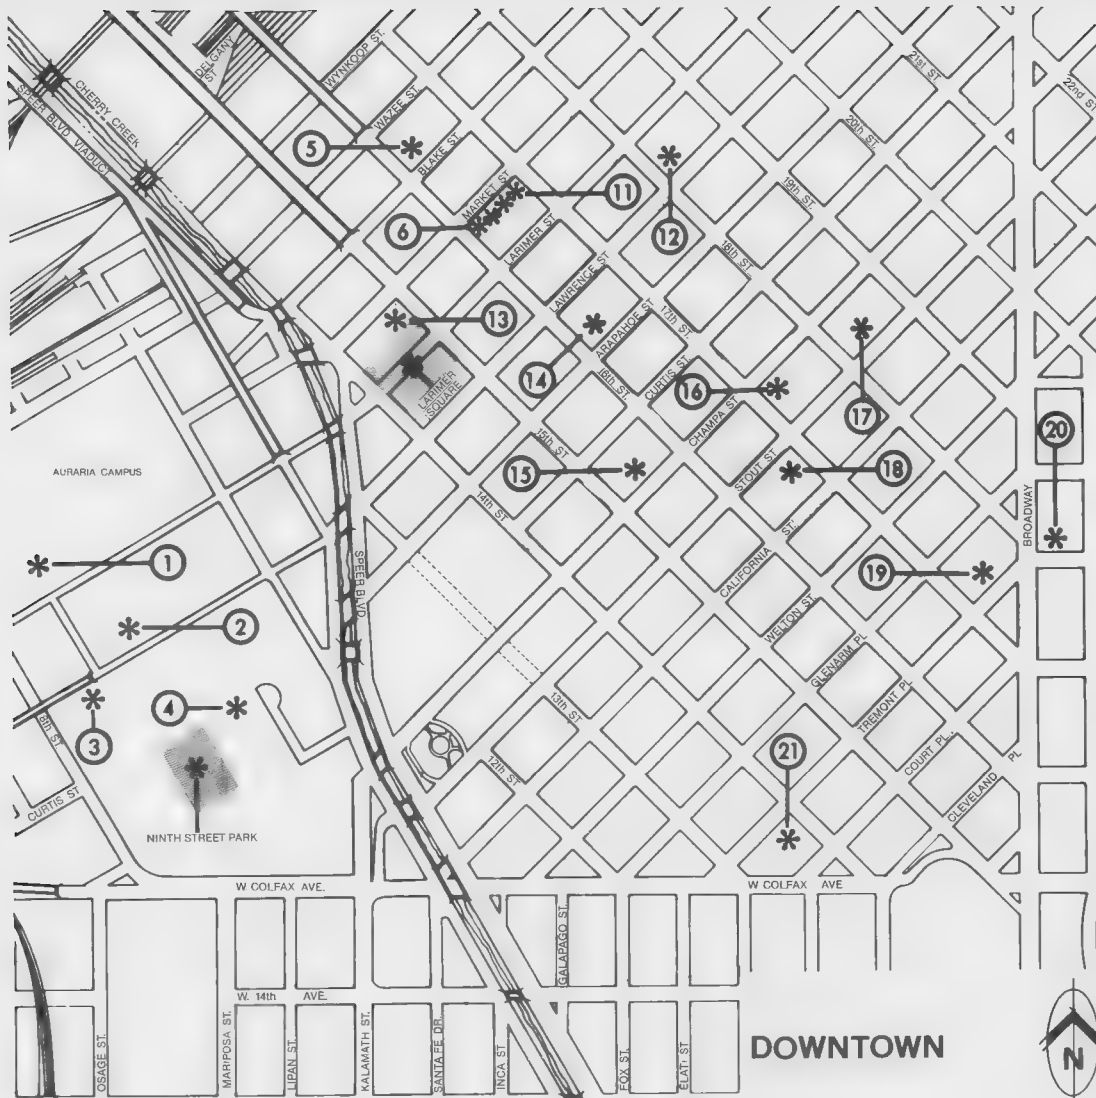 DELGANY
ST
WYNKOOP ST.
WAZEE ST.
BLAKE ST.
MARKET ST
LARIMER ST
LAWRENCE ST
ARAPAHOE ST
CURTIS ST.
CHAMPA ST
STOUT ST
CALIFORNIA ST.
WELTON ST.
GLENARM PL
TREMONT PL
COURT PL.
CLEVELAND PL
21st ST.
22nd ST.
20th ST.
19th ST.
18th ST
17th ST.
16th ST.
15th ST
14th ST
13th ST
12th ST
CHERRY CREEK
SPEER BLVD VIADUCT
SPEER BLVD
BROADWAY
LARIMER
SQUARE
AURARIA CAMPUS
8th ST.
CURTIS ST
NINTH STREET PARK
W COLFAX AVE.
W COLFAX AVE
W. 14th AVE.
OSAGE ST.
MARIPOSA ST.
LIPAN ST.
KALAMATH ST.
SANTA FE DR.
INCA ST
GALAPAGO ST.
FOX ST.
ELATI ST
1
2
3
4
5
6
11
12
13
14
15
16
17
18
19
20
21
DOWNTOWN
N